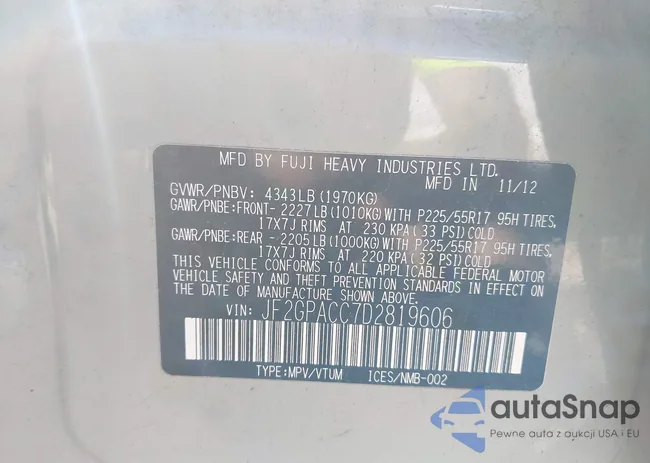 MFD BY FUJI HEAVY INDUSTRIES LTD.
MFD IN 11/12
GVWR/PNBV: 4343LB (1970KG)
GAWR/PNBE:FRONT- 2227LB (1010KG)WITH P225/55R17 95H TIRES,
17X7J RIMS AT 230 KPA (33 PSI)COLD
GAWR/PNBE:REAR - 2205LB (1000KG)WITH P225/55R17 95H TIRES,
17X7J RIMS AT 220 KPA (32 PSI)COLD
THIS VEHICLE CONFORMS TO ALL APPLICABLE FEDERAL MOTOR
VEHICLE SAFETY AND THEFT PREVENTION STANDARDS IN EFFECT ON
THE DATE OF MANUFACTURE SHOWN ABOVE.
VIN: JF2GPACC7D2819606
TYPE:MPV/VTUM ICES/NMB-002
autaSnap
Pewne auta z aukcji USA i EU